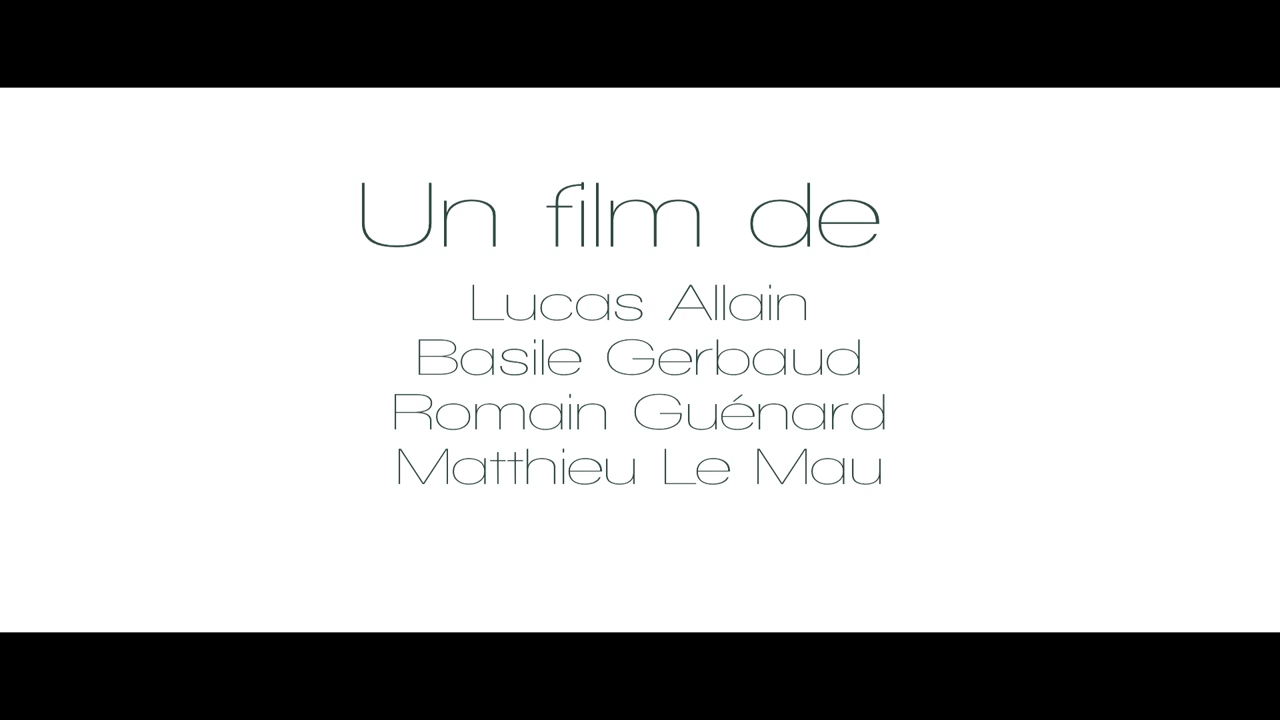 Un film de
Lucas Allain
Basile Gerbaud
Romain Guénard
Matthieu Le Mau